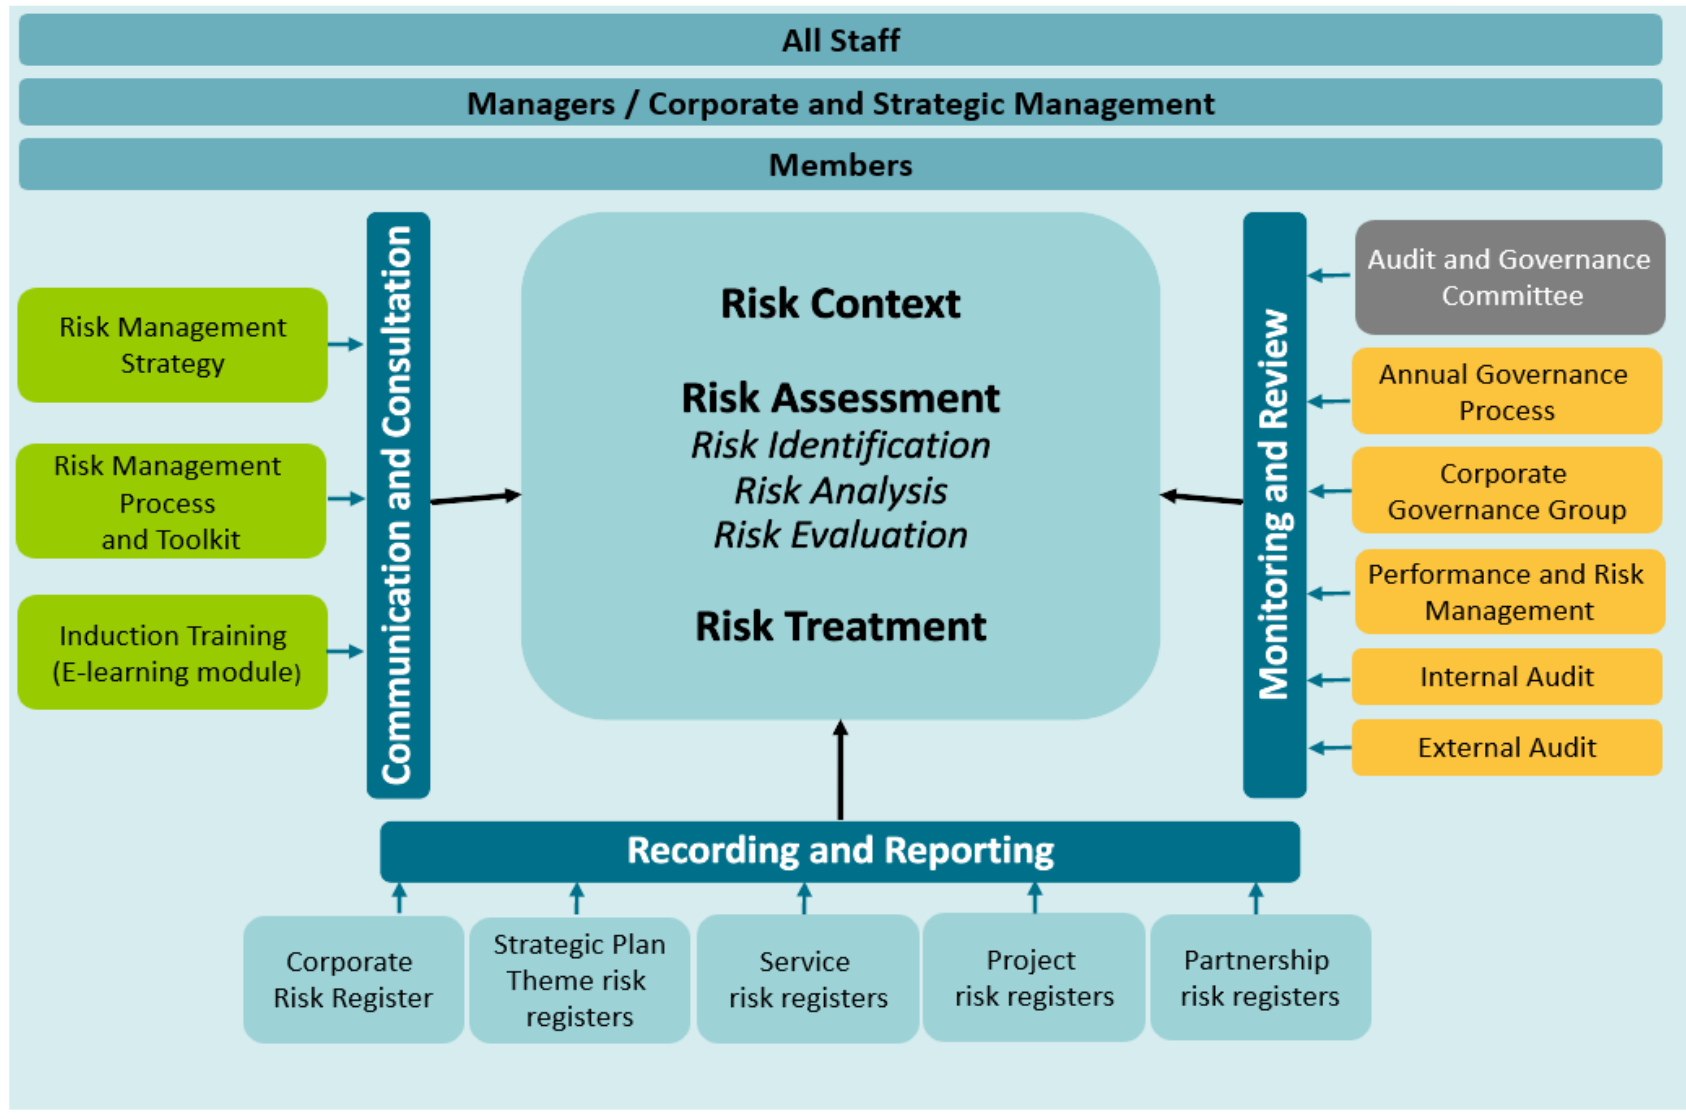 All Staff
Managers / Corporate and Strategic Management
Members
Risk Management
Strategy
Risk Management
Process
and Toolkit
Induction Training
(E-learning module)
Communication and Consultation
Risk Context
Risk Assessment
Risk Identification
Risk Analysis
Risk Evaluation
Risk Treatment
Monitoring and Review
Audit and Governance
Committee
Annual Governance
Process
Corporate
Governance Group
Performance and Risk
Management
Internal Audit
External Audit
Recording and Reporting
Corporate
Risk Register
Strategic Plan
Theme risk
registers
Service
risk registers
Project
risk registers
Partnership
risk registers